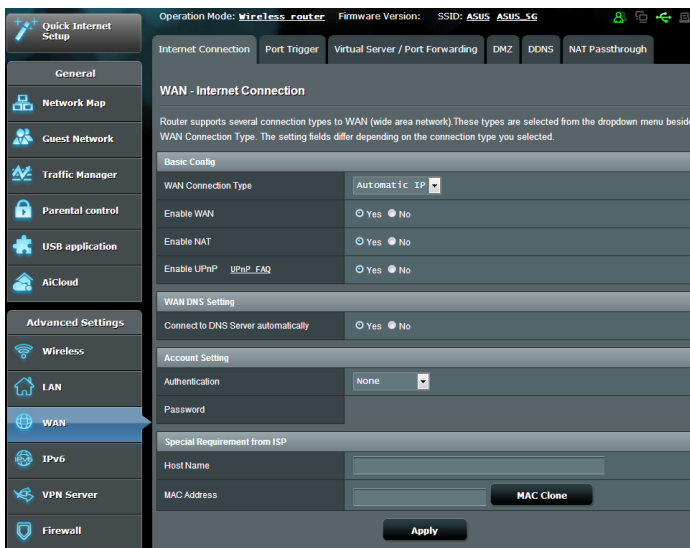 Quick Internet
Setup
Operation Mode: Wireless router Firmware Version: SSID: ASUS ASUS_5G
Internet Connection Port Trigger Virtual Server / Port Forwarding DMZ DDNS NAT Passthrough
General
Network Map
Guest Network
Traffic Manager
Parental control
USB application
AiCloud
Advanced Settings
Wireless
LAN
WAN
IPv6
VPN Server
Firewall
WAN - Internet Connection
Router supports several connection types to WAN (wide area network).These types are selected from the dropdown menu beside
WAN Connection Type. The setting fields differ depending on the connection type you selected.
Basic Config
WAN Connection Type Automatic IP
Enable WAN Yes No
Enable NAT Yes No
Enable UPnP UPnP FAQ Yes No
WAN DNS Setting
Connect to DNS Server automatically Yes No
Account Setting
Authentication None
Password
Special Requirement from ISP
Host Name
MAC Address MAC Clone
Apply